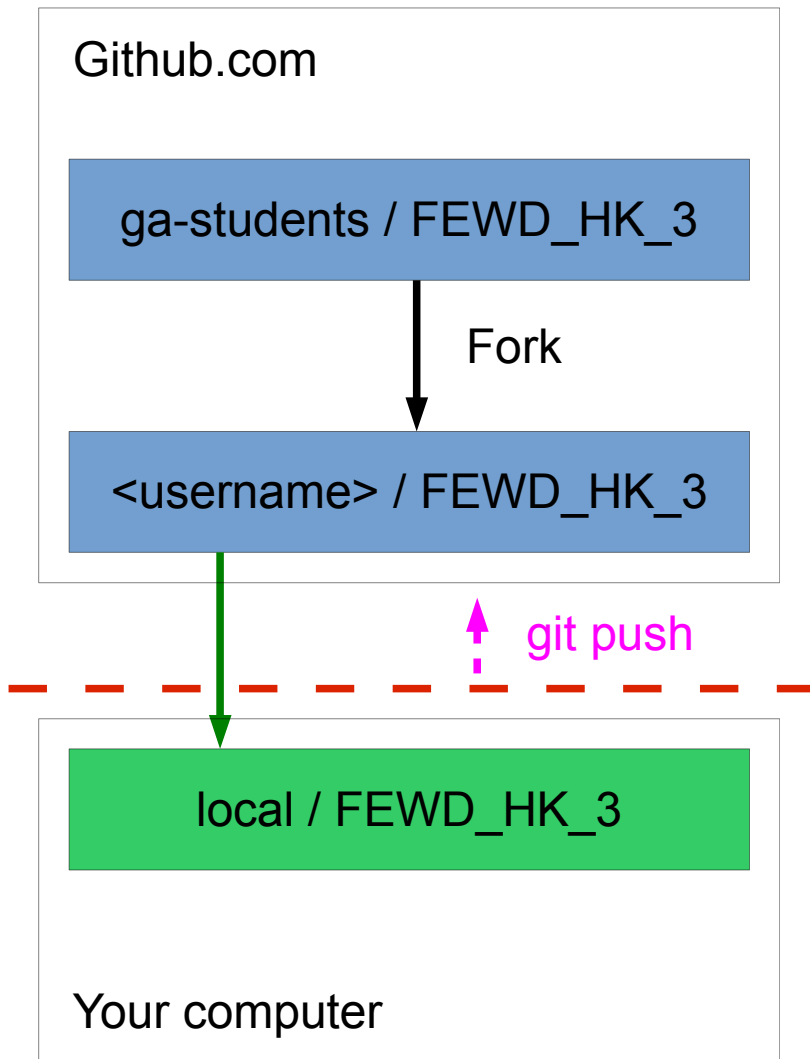 Github.com
ga-students / FEWD_HK_3
Fork
<username> / FEWD_HK_3
git push
local / FEWD_HK_3
Your computer